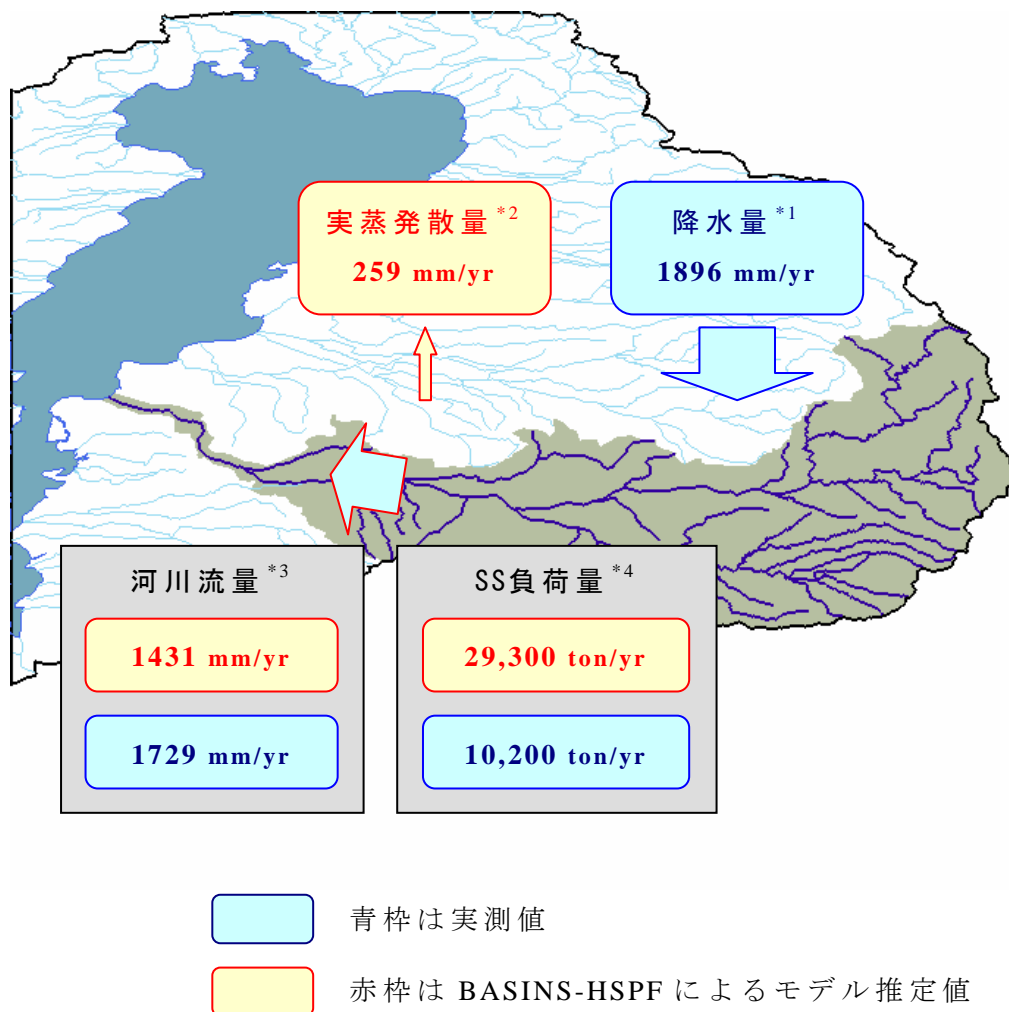 実蒸発散量 *2
259 mm/yr
降水量 *1
1896 mm/yr
河川流量 *3
1431 mm/yr
1729 mm/yr
SS負荷量 *4
29,300 ton/yr
10,200 ton/yr
青枠は実測値
赤枠は BASINS-HSPF によるモデル推定値